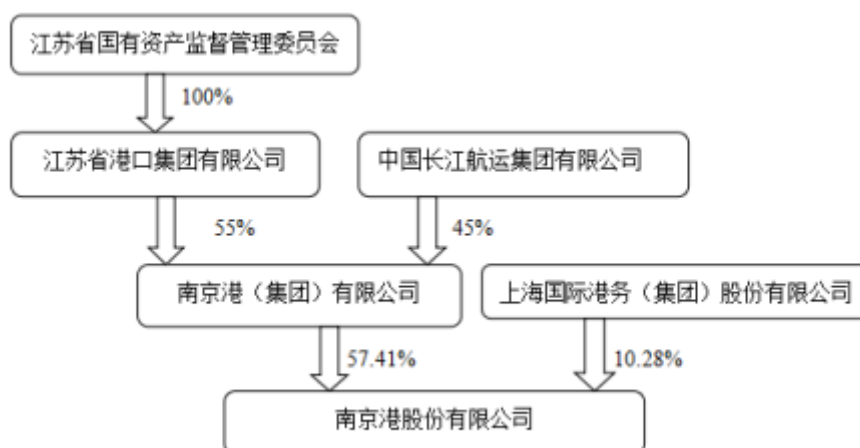 江苏省国有资产监督管理委员会
100%
江苏省港口集团有限公司
中国长江航运集团有限公司
55%
45%
南京港（集团）有限公司
上海国际港务（集团）股份有限公司
57.41%
10.28%
南京港股份有限公司